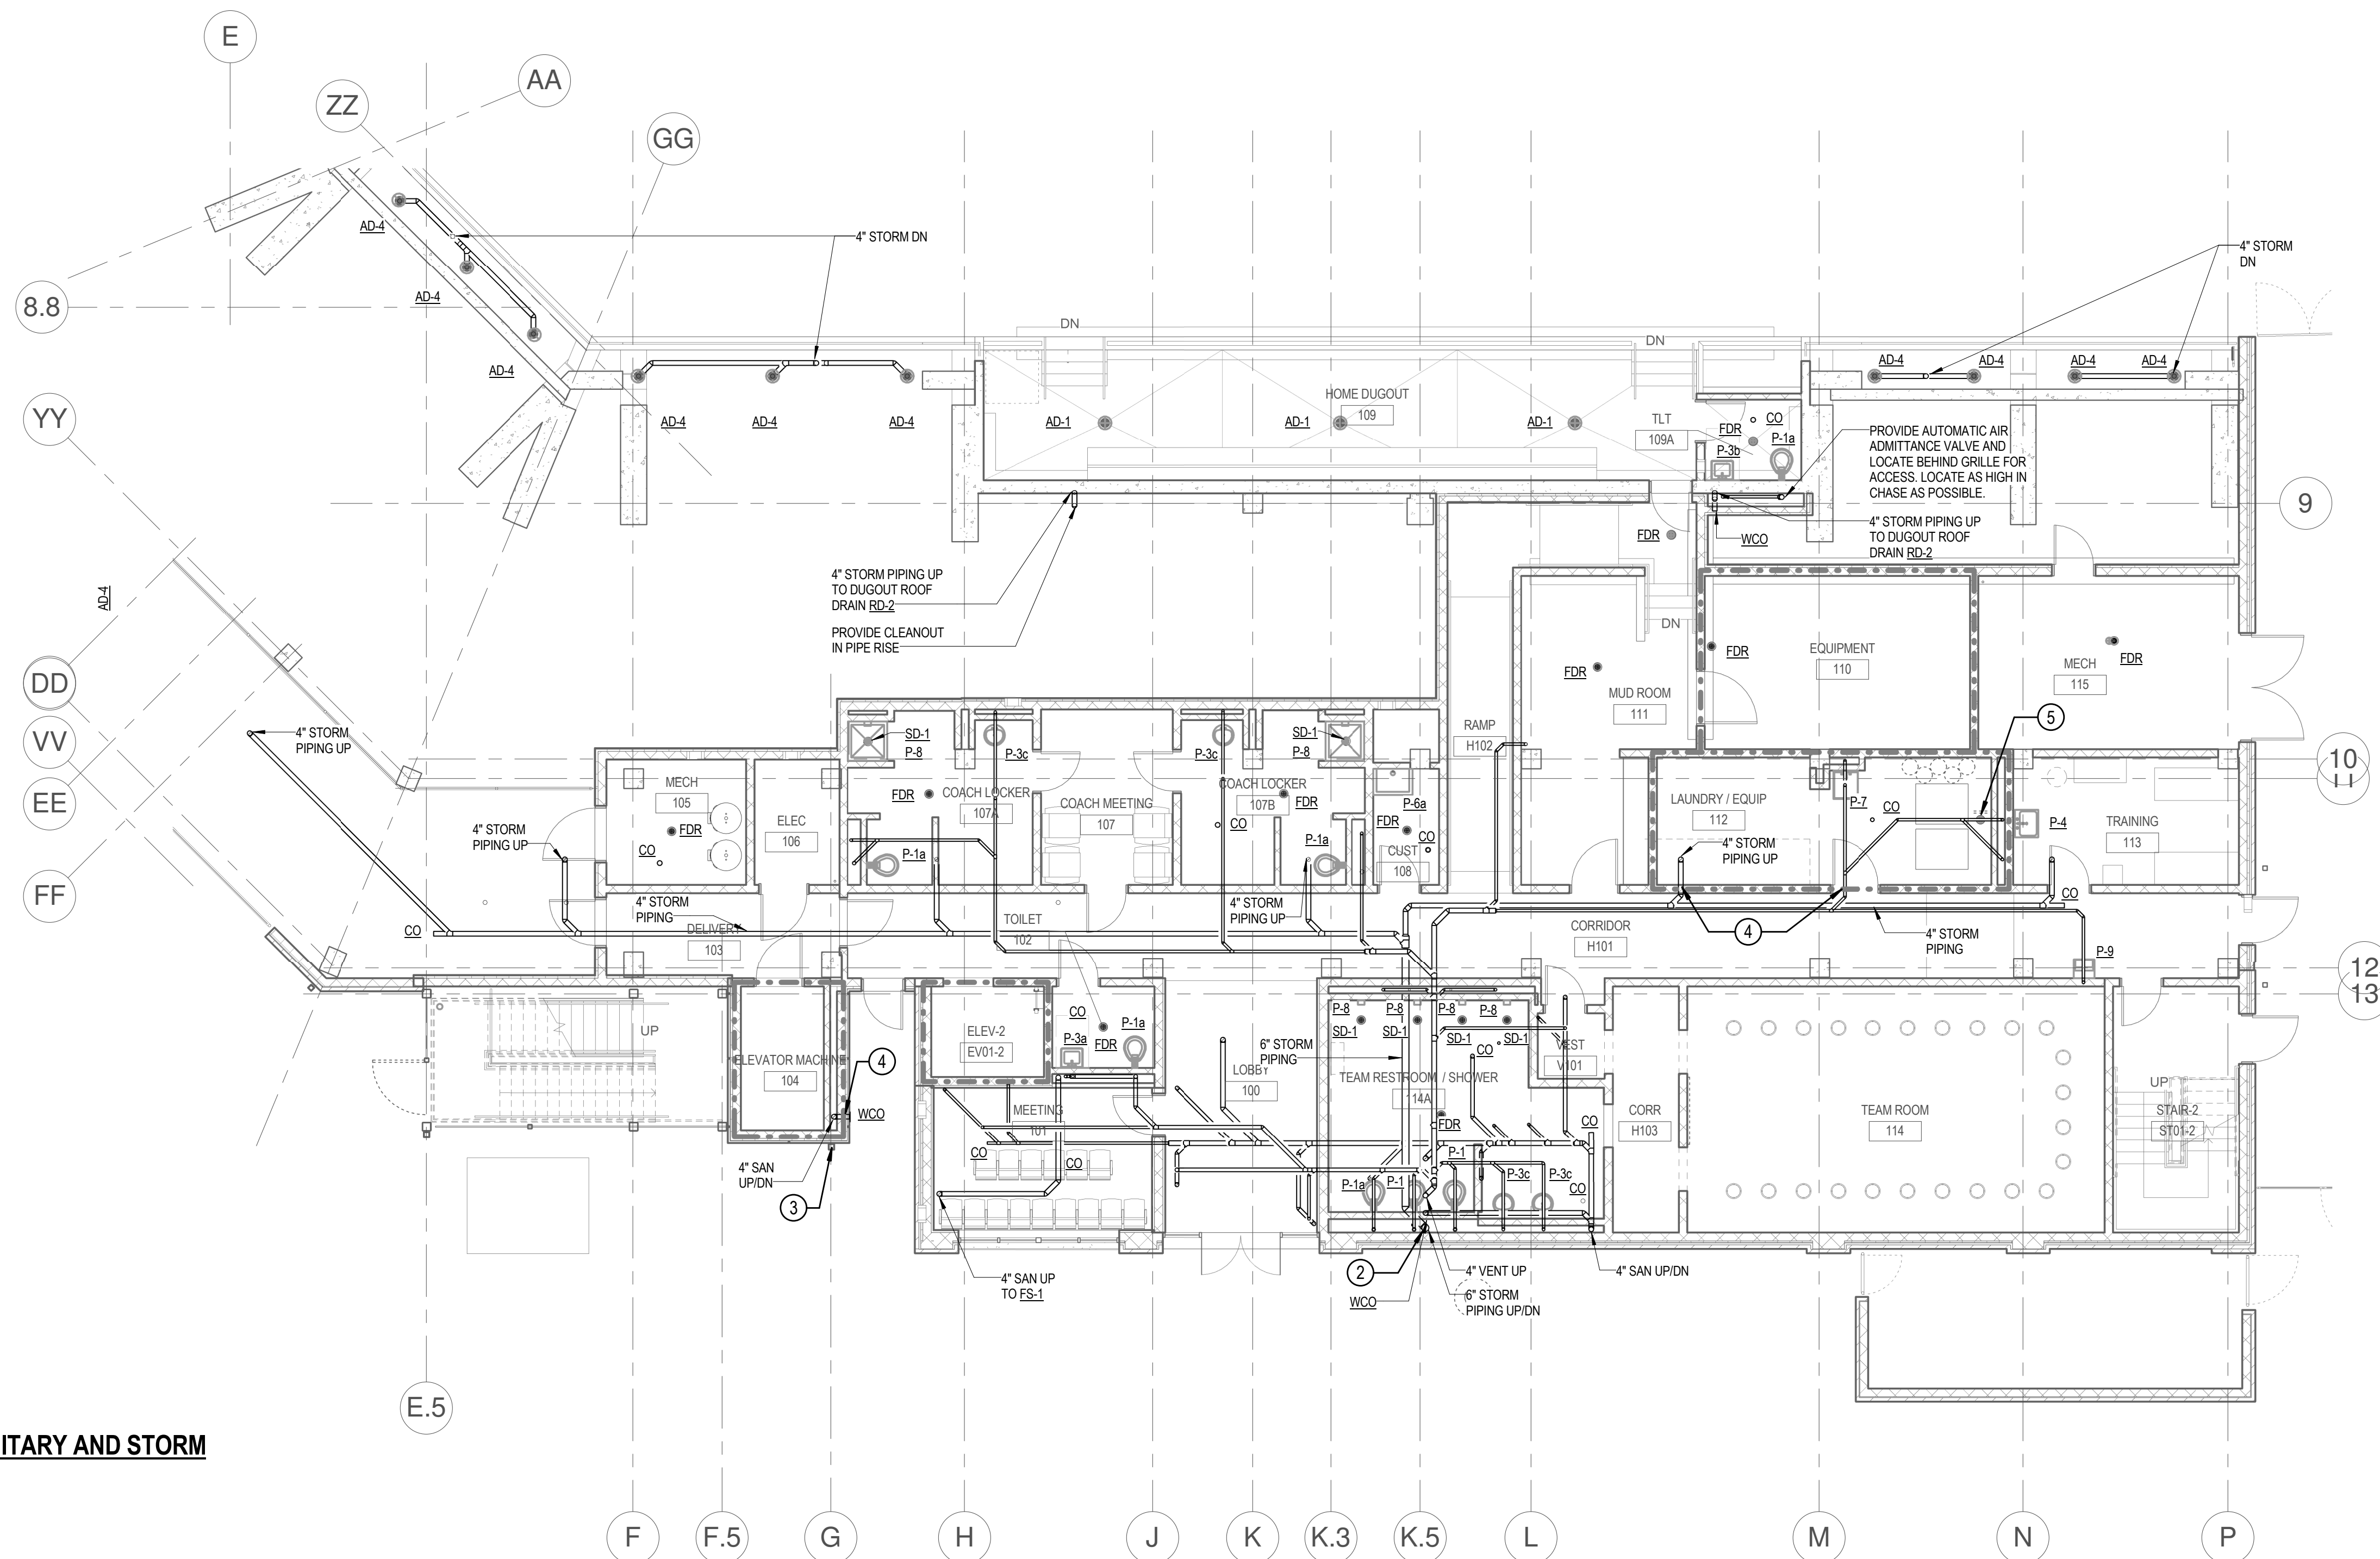 E
AA
ZZ
GG
AD-4
4" STORM DN
4" STORM
DN
8.8
AD-4
DN
DN
AD-4
AD-4
AD-4
AD-4
AD-4
HOME DUGOUT
109
YY
AD-4
AD-4
AD-4
AD-1
AD-1
AD-1
TLT
109A
FDR
CO
P-1a
P-3b
PROVIDE AUTOMATIC AIR
ADMITTANCE VALVE AND
LOCATE BEHIND GRILLE FOR
ACCESS. LOCATE AS HIGH IN
CHASE AS POSSIBLE.
9
4" STORM PIPING UP
TO DUGOUT ROOF
DRAIN RD-2
WCO
FDR
4" STORM PIPING UP
TO DUGOUT ROOF
DRAIN RD-2
PROVIDE CLEANOUT
IN PIPE RISE
AD-4
DN
DD
FDR
EQUIPMENT
110
MECH
115
FDR
FDR
MUD ROOM
111
VV
4" STORM
PIPING UP
SD-1
P-8
P-3c
P-3c
SD-1
P-8
RAMP
H102
5
10
11
EE
MECH
105
FDR
CO
ELEC
106
FDR
COACH LOCKER
107A
COACH MEETING
107
COACH LOCKER
107B
FDR
CO
P-6a
FDR
CO
CUST
108
LAUNDRY / EQUIP
112
P-7
CO
P-4
TRAINING
113
4" STORM
PIPING UP
P-1a
P-1a
4" STORM
PIPING UP
FF
4" STORM
PIPING
4" STORM
PIPING UP
CO
CO
DELIVERY
103
TOILET
102
CORRIDOR
H101
4
4" STORM
PIPING
P-9
12
13
UP
ELEV-2
EV01-2
CO
P-1a
P-3a
FDR
P-8
P-8
P-8
P-8
SD-1
SD-1
SD-1
SD-1
CO
VEST
V101
6" STORM
PIPING
ELEVATOR MACHINE
104
4
WCO
LOBBY
100
TEAM RESTROOM / SHOWER
114A
FDR
MEETING
101
CO
CO
CORR
H103
TEAM ROOM
114
UP
STAIR-2
ST01-2
CO
4" SAN
UP/DN
3
P-1
P-1a
P-1
P-3c
P-3c
CO
4" SAN UP
TO FS-1
2
WCO
4" VENT UP
6" STORM
PIPING UP/DN
4" SAN UP/DN
E.5
ITARY AND STORM
F
F.5
G
H
J
K
K.3
K.5
L
M
N
P